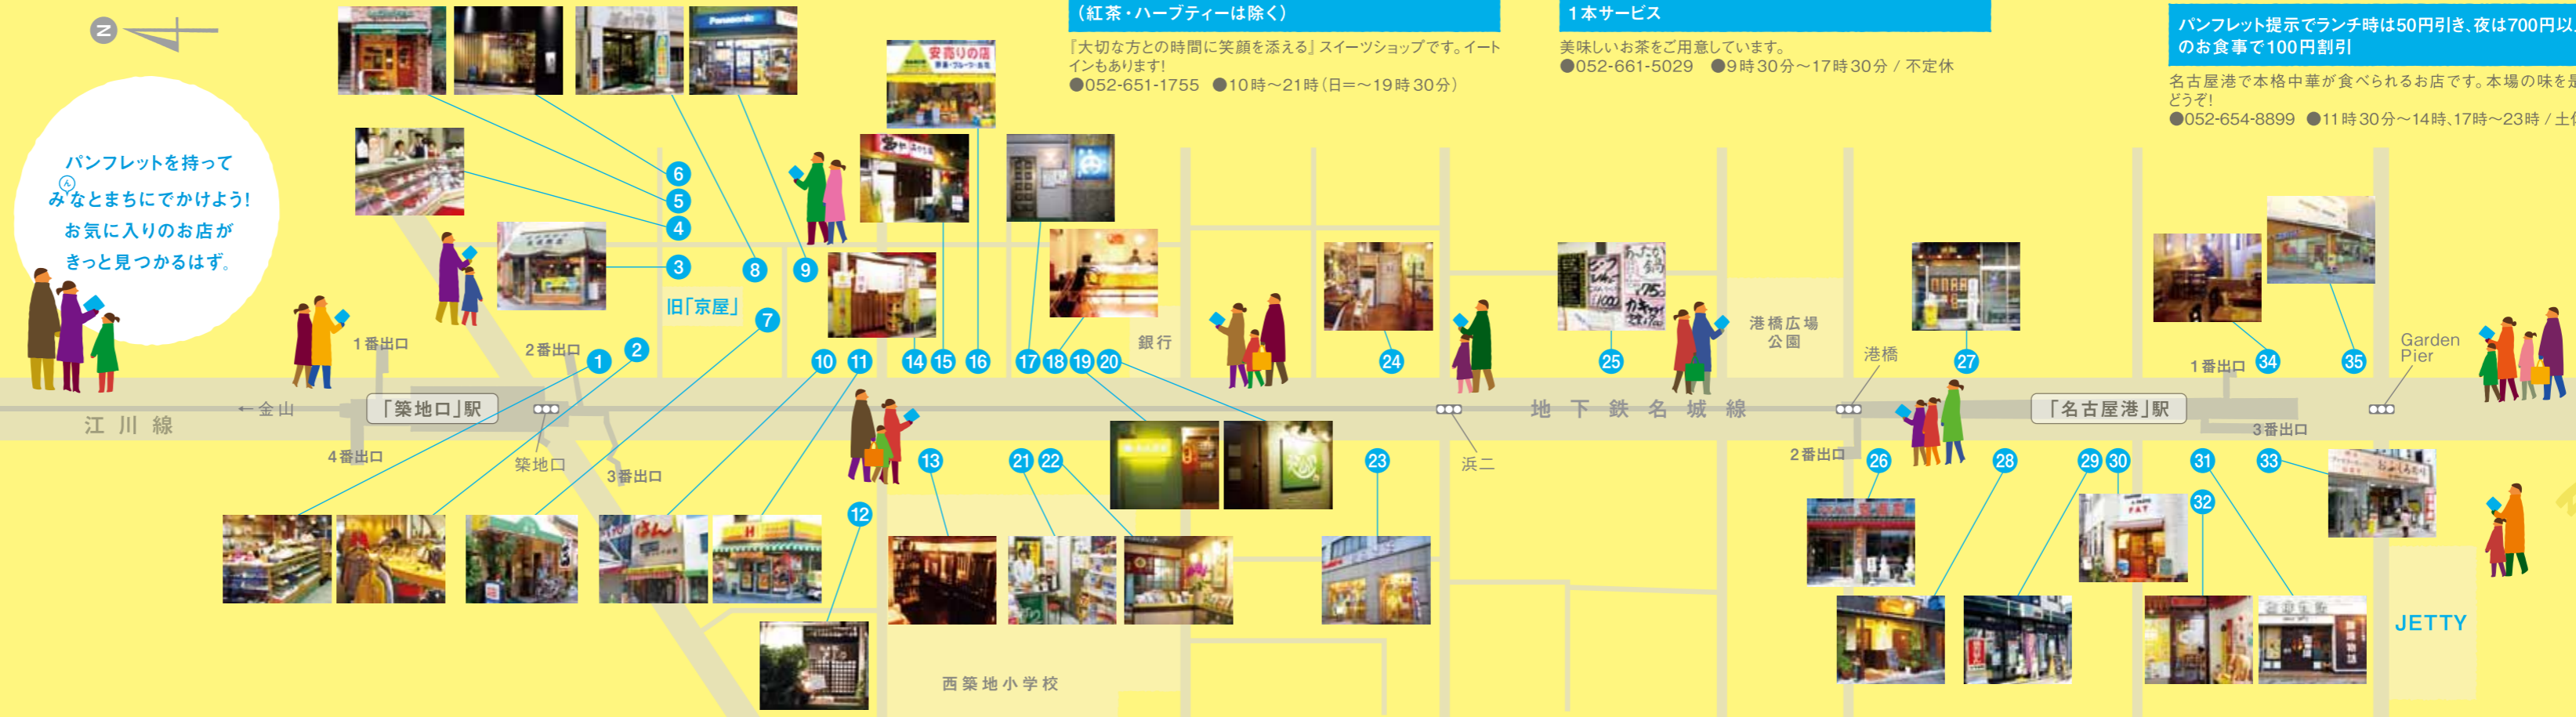 (紅茶・ハーブティーは除く)
『大切な方との時間に笑顔を添える』スイーツショップです。イート
インもあります!
●052-651-1755 ●10時～21時(日=～19時30分)
1本サービス
美味しいお茶をご用意しています。
●052-661-5029 ●9時30分～17時30分 / 不定休
パンフレット提示でランチ時は50円引き、夜は700円以
のお食事で100円割引
名古屋港で本格中華が食べられるお店です。本場の味を
どうぞ!
●052-654-8899 ●11時30分～14時、17時～23時 / 土
N
パンフレットを持って
ん
みなとまちにでかけよう!
お気に入りのお店が
きっと見つかるはず。
Panasonic
安売りの店
6
5
4
3
8
9
旧「京屋」
7
1番出口
2番出口
1
2
10
11
14
15
16
17
18
19
20
銀行
24
25
港橋広場
公園
港橋
27
1番出口
34
35
Garden
Pier
江川線
←金山
「築地口」駅
地下鉄名城線
「名古屋港」駅
3番出口
4番出口
築地口
3番出口
13
21
22
23
浜二
2番出口
26
28
29
30
31
33
12
32
西築地小学校
JETTY